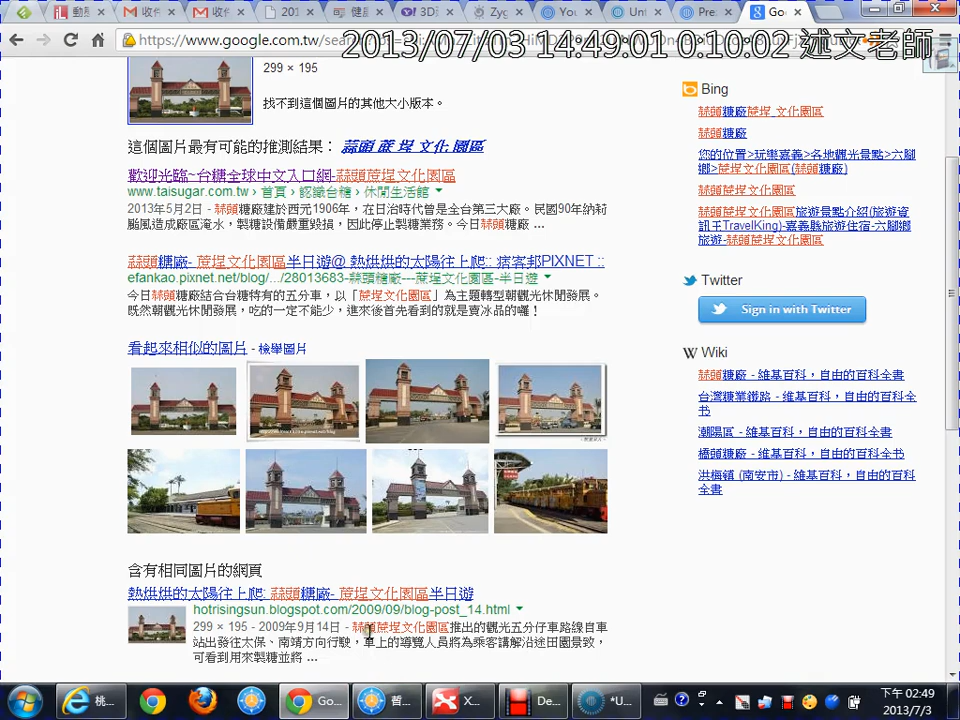 動態
收件
收件
201
健康
3D
Zyg
You
Unt
Pre
Go
https://www.google.com.tw/sear
2013/07/03 14:49:01 0:10:02 述文老師
299 × 195
找不到這個圖片的其他大小版本。
這個圖片最有可能的推測結果： 蒜頭 蔗 埕 文化 園區
歡迎光臨~台糖全球中文入口網-蒜頭蔗埕文化園區
www.taisugar.com.tw › 首頁 › 認識台糖 › 休閒生活館
2013年5月2日 - 蒜頭糖廠建於西元1906年，在日治時代曾是全台第三大廠。民國90年納莉
颱風造成廠區淹水，製糖設備嚴重毀損，因此停止製糖業務。今日蒜頭糖廠 ...
蒜頭糖廠- 蔗埕文化園區半日遊@ 熱烘烘的太陽往上爬:: 痞客邦PIXNET ::
efankao.pixnet.net/blog/.../28013683-蒜頭糖廠---蔗埕文化園區-半日遊
今日蒜頭糖廠結合台糖特有的五分車，以「蔗埕文化園區」為主題轉型朝觀光休閒發展。
既然朝觀光休閒發展，吃的一定不能少，進來後首先看到的就是賣冰品的囉！
看起來相似的圖片 - 檢舉圖片
含有相同圖片的網頁
熱烘烘的太陽往上爬: 蒜頭糖廠- 蔗埕文化園區半日遊
hotrisingsun.blogspot.com/2009/09/blog-post_14.html
299 × 195 - 2009年9月14日 - 蒜頭蔗埕文化園區推出的觀光五分仔車路線自車
站出發往太保、南靖方向行駛，車上的導覽人員將為乘客講解沿途田園景致，
可看到用來製糖並將 ...
Bing
蒜頭糖廠蔗埕 文化園區
蒜頭糖廠
您的位置>玩樂嘉義>各地觀光景點>六腳
鄉>蔗埕文化園區(蒜頭糖廠)
蒜頭蔗埕文化園區
蒜頭蔗埕文化園區旅遊景點介紹(旅遊資
訊王TravelKing)-嘉義縣旅遊住宿-六腳鄉
旅遊-蒜頭蔗埕文化園區
Twitter
Sign in with Twitter
Wiki
蒜頭糖廠 - 維基百科，自由的百科全書
台灣糖業鐵路 - 維基百科，自由的百科全
書
潮陽區 - 維基百科，自由的百科全書
橋頭糖廠 - 維基百科，自由的百科全書
洪梅鎮 (南安市) - 維基百科，自由的百科
全書
桃...
Go...
暫...
X...
De...
*U...
下午 02:49
2013/7/3